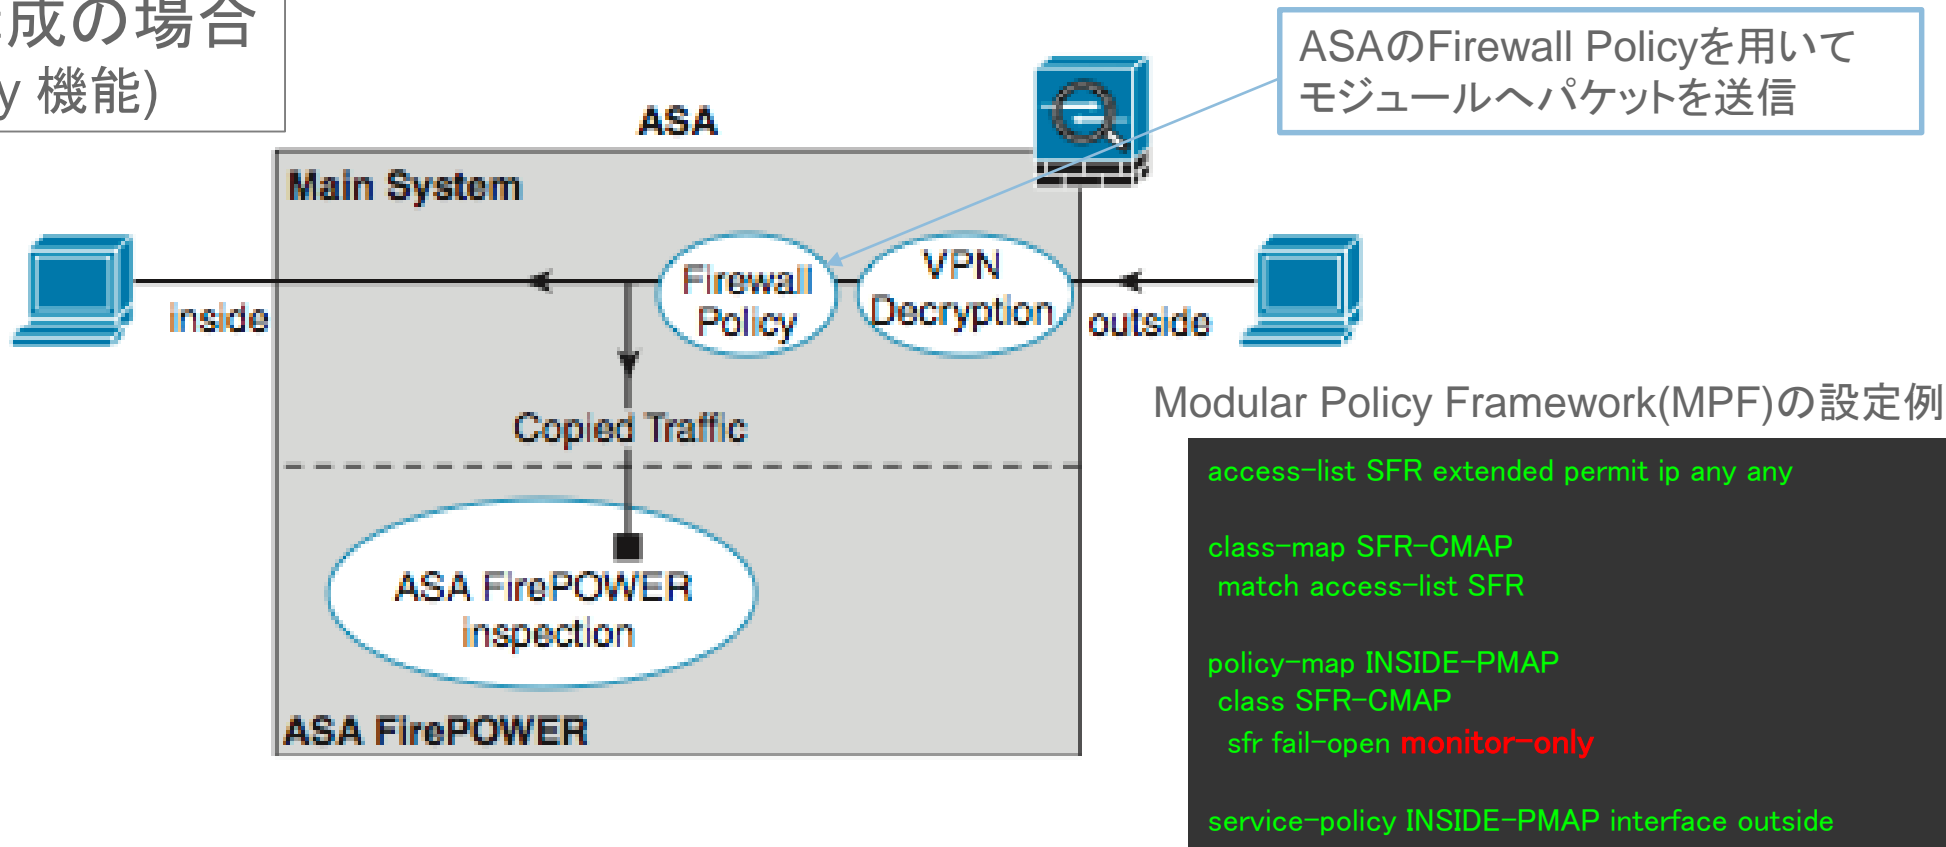 成の場合
y 機能)
ASAのFirewall Policyを用いて
モジュールへパケットを送信
ASA
Main System
Firewall
Policy
VPN
Decryption
inside
outside
Copied Traffic
ASA FirePOWER
inspection
ASA FirePOWER
Modular Policy Framework(MPF)の設定例
access-list SFR extended permit ip any any
class-map SFR-CMAP
match access-list SFR
policy-map INSIDE-PMAP
class SFR-CMAP
sfr fail-open monitor-only
service-policy INSIDE-PMAP interface outside